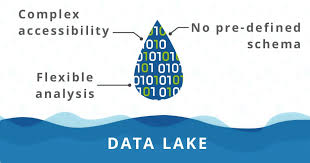 Complex
accessibility
No pre-defined
schema
Flexible
analysis
DATA LAKE